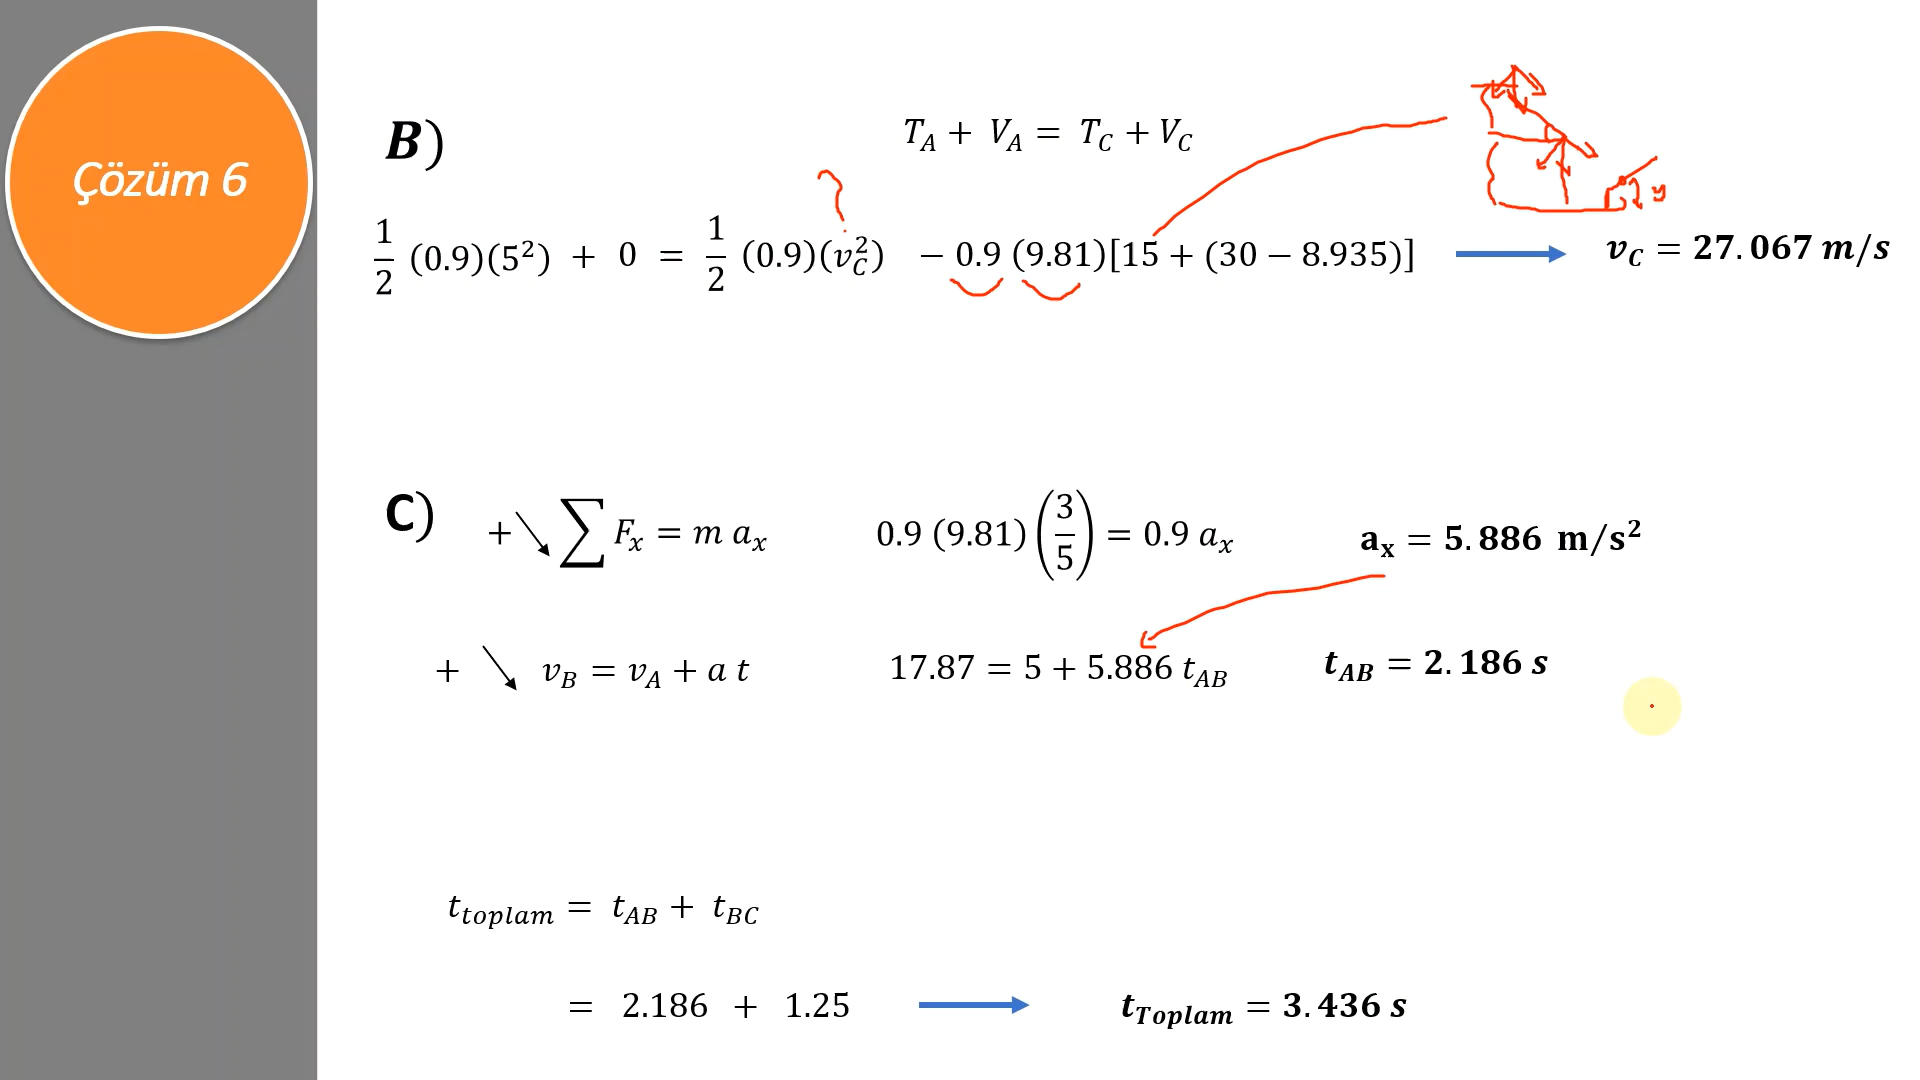 Çözüm 6
B)
T_A + V_A = T_C + V_C
?
y
1/2 (0.9)(5²) + 0 = 1/2 (0.9)(v_C²) − 0.9 (9.81)[15 + (30 − 8.935)] v_C = 27.067 m/s
C) + ↘ ∑ F_x = m a_x 0.9 (9.81) (3/5) = 0.9 a_x a_x = 5.886 m/s²
+ ↘ v_B = v_A + a t 17.87 = 5 + 5.886 t_AB t_AB = 2.186 s
t_toplam = t_AB + t_BC
= 2.186 + 1.25 t_Toplam = 3.436 s